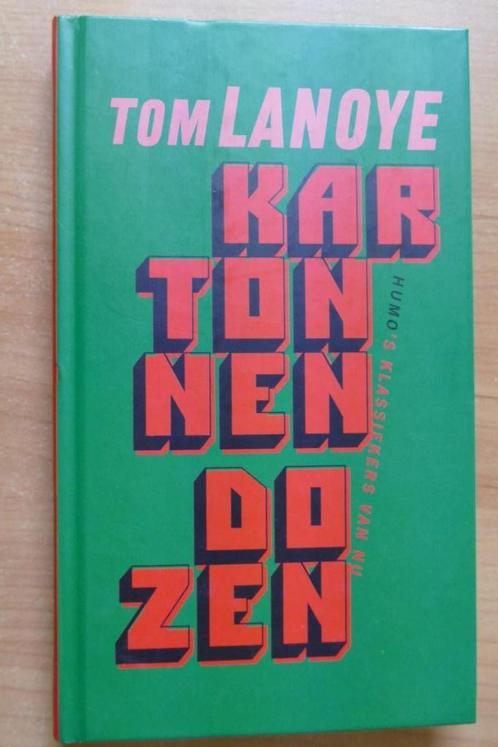 TOM LANOYE
KAR
TON
NEN
DO
ZEN
HUMO'S KLASSIEKERS VAN NU